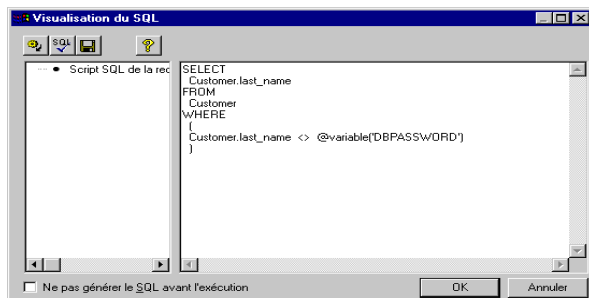 Visualisation du SQL
SQL
Script SQL de la rec
SELECT
Customer.last_name
FROM
Customer
WHERE
(
Customer.last_name <> @variable('DBPASSWORD')
)
Ne pas générer le SQL avant l'exécution
OK
Annuler